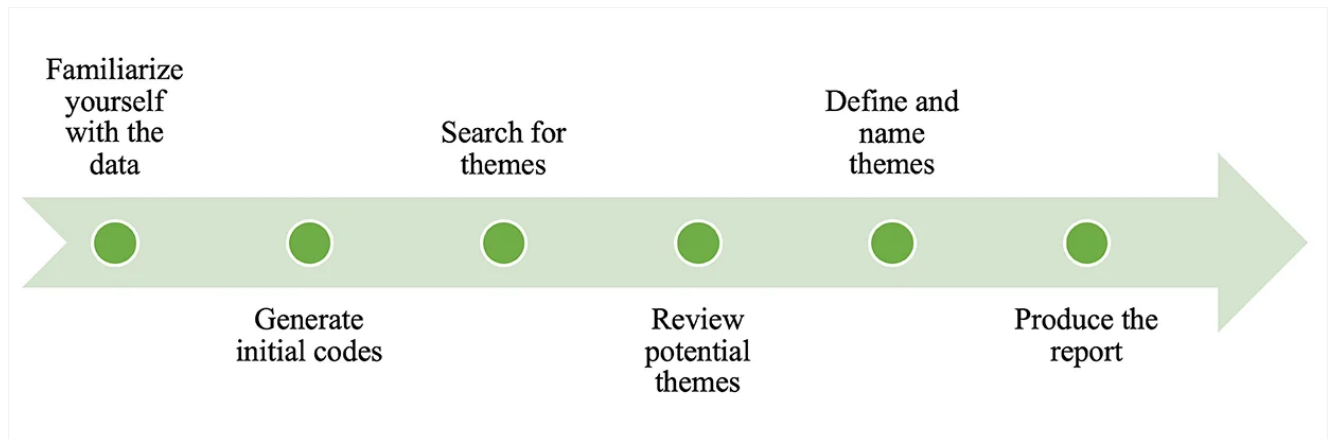 Familiarize
yourself
with the
data
Generate
initial codes
Search for
themes
Review
potential
themes
Define and
name
themes
Produce the
report